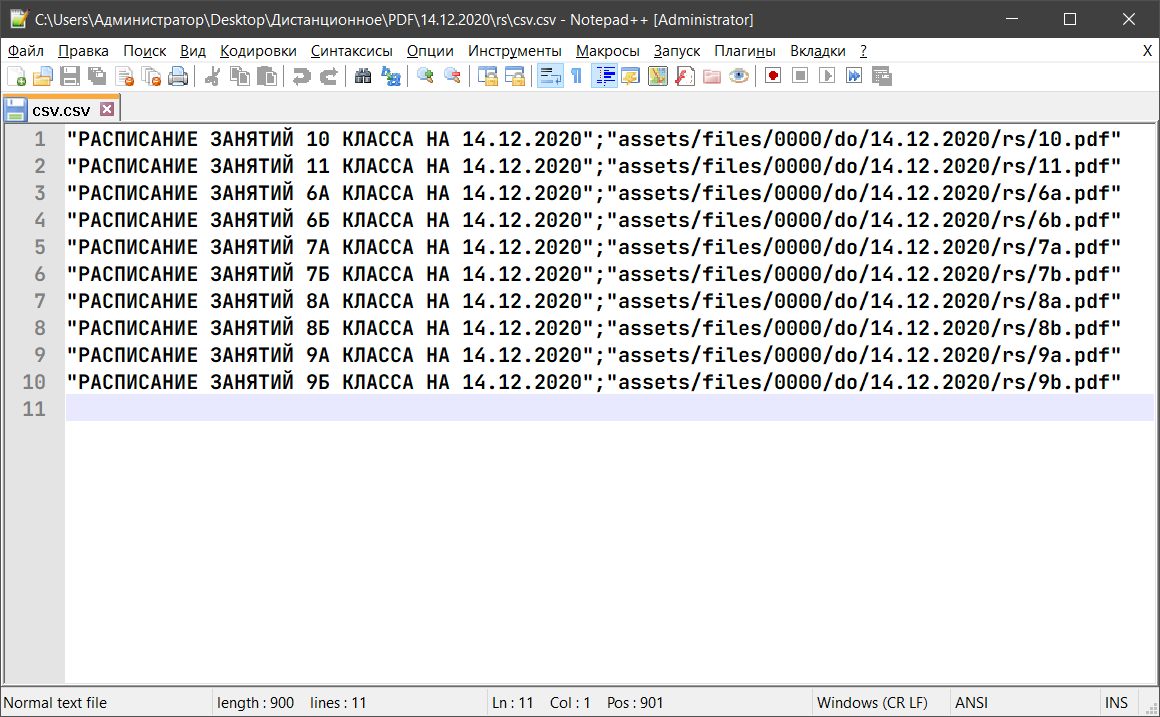 C:\Users\Администратор\Desktop\Дистанционное\PDF\14.12.2020\rs\csv.csv - Notepad++ [Administrator]
Файл Правка Поиск Вид Кодировки Синтаксисы Опции Инструменты Макросы Запуск Плагины Вкладки ? X
csv.csv
1 "РАСПИСАНИЕ ЗАНЯТИЙ 10 КЛАССА НА 14.12.2020";"assets/files/0000/do/14.12.2020/rs/10.pdf"
2 "РАСПИСАНИЕ ЗАНЯТИЙ 11 КЛАССА НА 14.12.2020";"assets/files/0000/do/14.12.2020/rs/11.pdf"
3 "РАСПИСАНИЕ ЗАНЯТИЙ 6А КЛАССА НА 14.12.2020";"assets/files/0000/do/14.12.2020/rs/6a.pdf"
4 "РАСПИСАНИЕ ЗАНЯТИЙ 6Б КЛАССА НА 14.12.2020";"assets/files/0000/do/14.12.2020/rs/6b.pdf"
5 "РАСПИСАНИЕ ЗАНЯТИЙ 7А КЛАССА НА 14.12.2020";"assets/files/0000/do/14.12.2020/rs/7a.pdf"
6 "РАСПИСАНИЕ ЗАНЯТИЙ 7Б КЛАССА НА 14.12.2020";"assets/files/0000/do/14.12.2020/rs/7b.pdf"
7 "РАСПИСАНИЕ ЗАНЯТИЙ 8А КЛАССА НА 14.12.2020";"assets/files/0000/do/14.12.2020/rs/8a.pdf"
8 "РАСПИСАНИЕ ЗАНЯТИЙ 8Б КЛАССА НА 14.12.2020";"assets/files/0000/do/14.12.2020/rs/8b.pdf"
9 "РАСПИСАНИЕ ЗАНЯТИЙ 9А КЛАССА НА 14.12.2020";"assets/files/0000/do/14.12.2020/rs/9a.pdf"
10 "РАСПИСАНИЕ ЗАНЯТИЙ 9Б КЛАССА НА 14.12.2020";"assets/files/0000/do/14.12.2020/rs/9b.pdf"
11
Normal text file length : 900 lines : 11 Ln : 11 Col : 1 Pos : 901 Windows (CR LF) ANSI INS